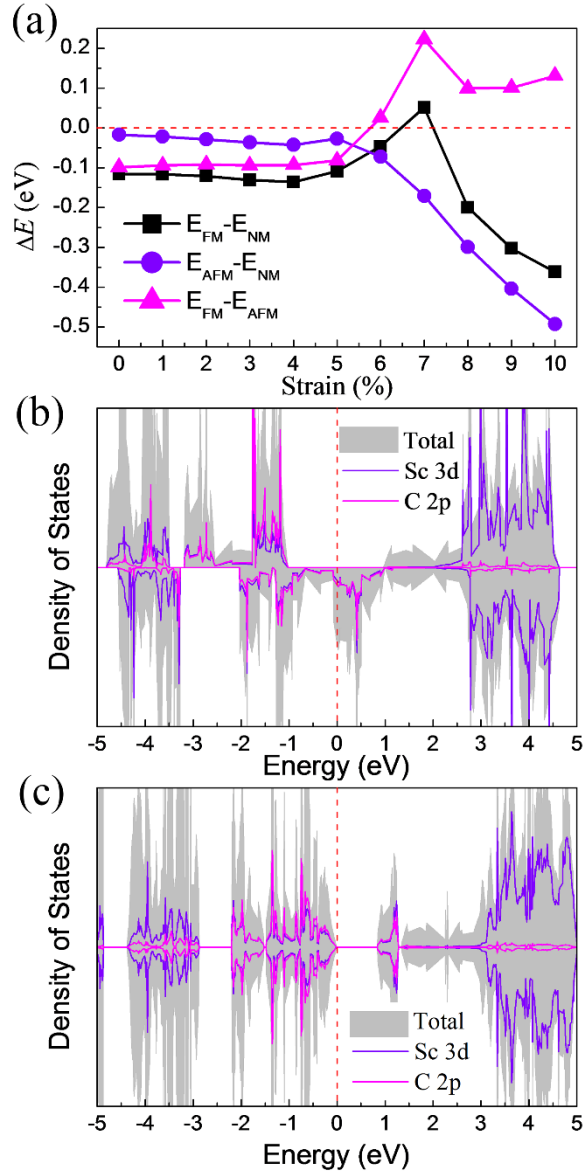 (a)
0.2
0.1
0.0
-0.1
-0.2
-0.3
-0.4
-0.5
ΔE (eV)
E_FM-E_NM
E_AFM-E_NM
E_FM-E_AFM
0 1 2 3 4 5 6 7 8 9 10
Strain (%)
(b)
Total
Sc 3d
C 2p
Density of States
-5 -4 -3 -2 -1 0 1 2 3 4 5
Energy (eV)
(c)
Density of States
Total
Sc 3d
C 2p
-5 -4 -3 -2 -1 0 1 2 3 4 5
Energy (eV)